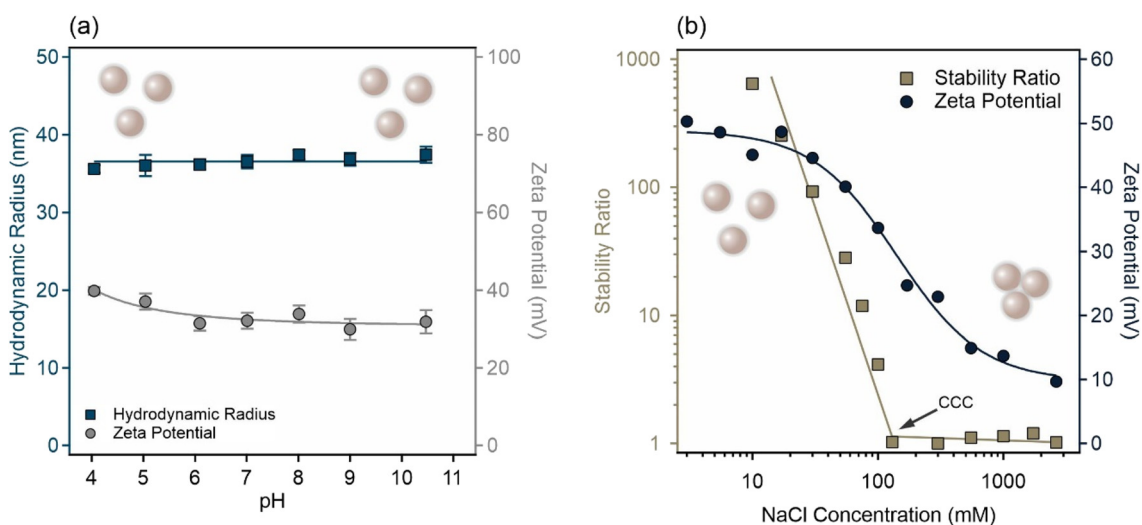 (a)
50
40
30
20
10
0
Hydrodynamic Radius (nm)
100
80
60
40
20
0
Zeta Potential (mV)
Hydrodynamic Radius
Zeta Potential
4 5 6 7 8 9 10 11
pH
(b)
1000
100
10
1
Stability Ratio
Stability Ratio
Zeta Potential
CCC
60
50
40
30
20
10
0
Zeta Potential (mV)
10 100 1000
NaCl Concentration (mM)